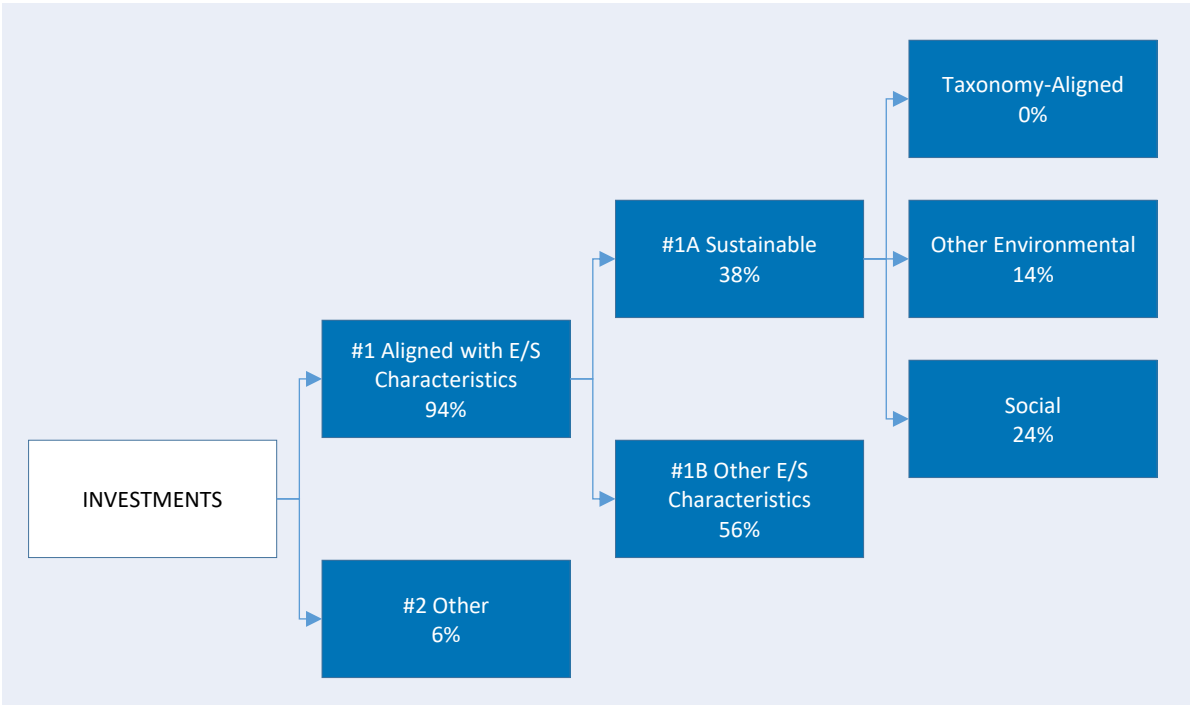 Taxonomy-Aligned
0%
#1A Sustainable
38%
Other Environmental
14%
#1 Aligned with E/S
Characteristics
94%
Social
24%
INVESTMENTS
#1B Other E/S
Characteristics
56%
#2 Other
6%